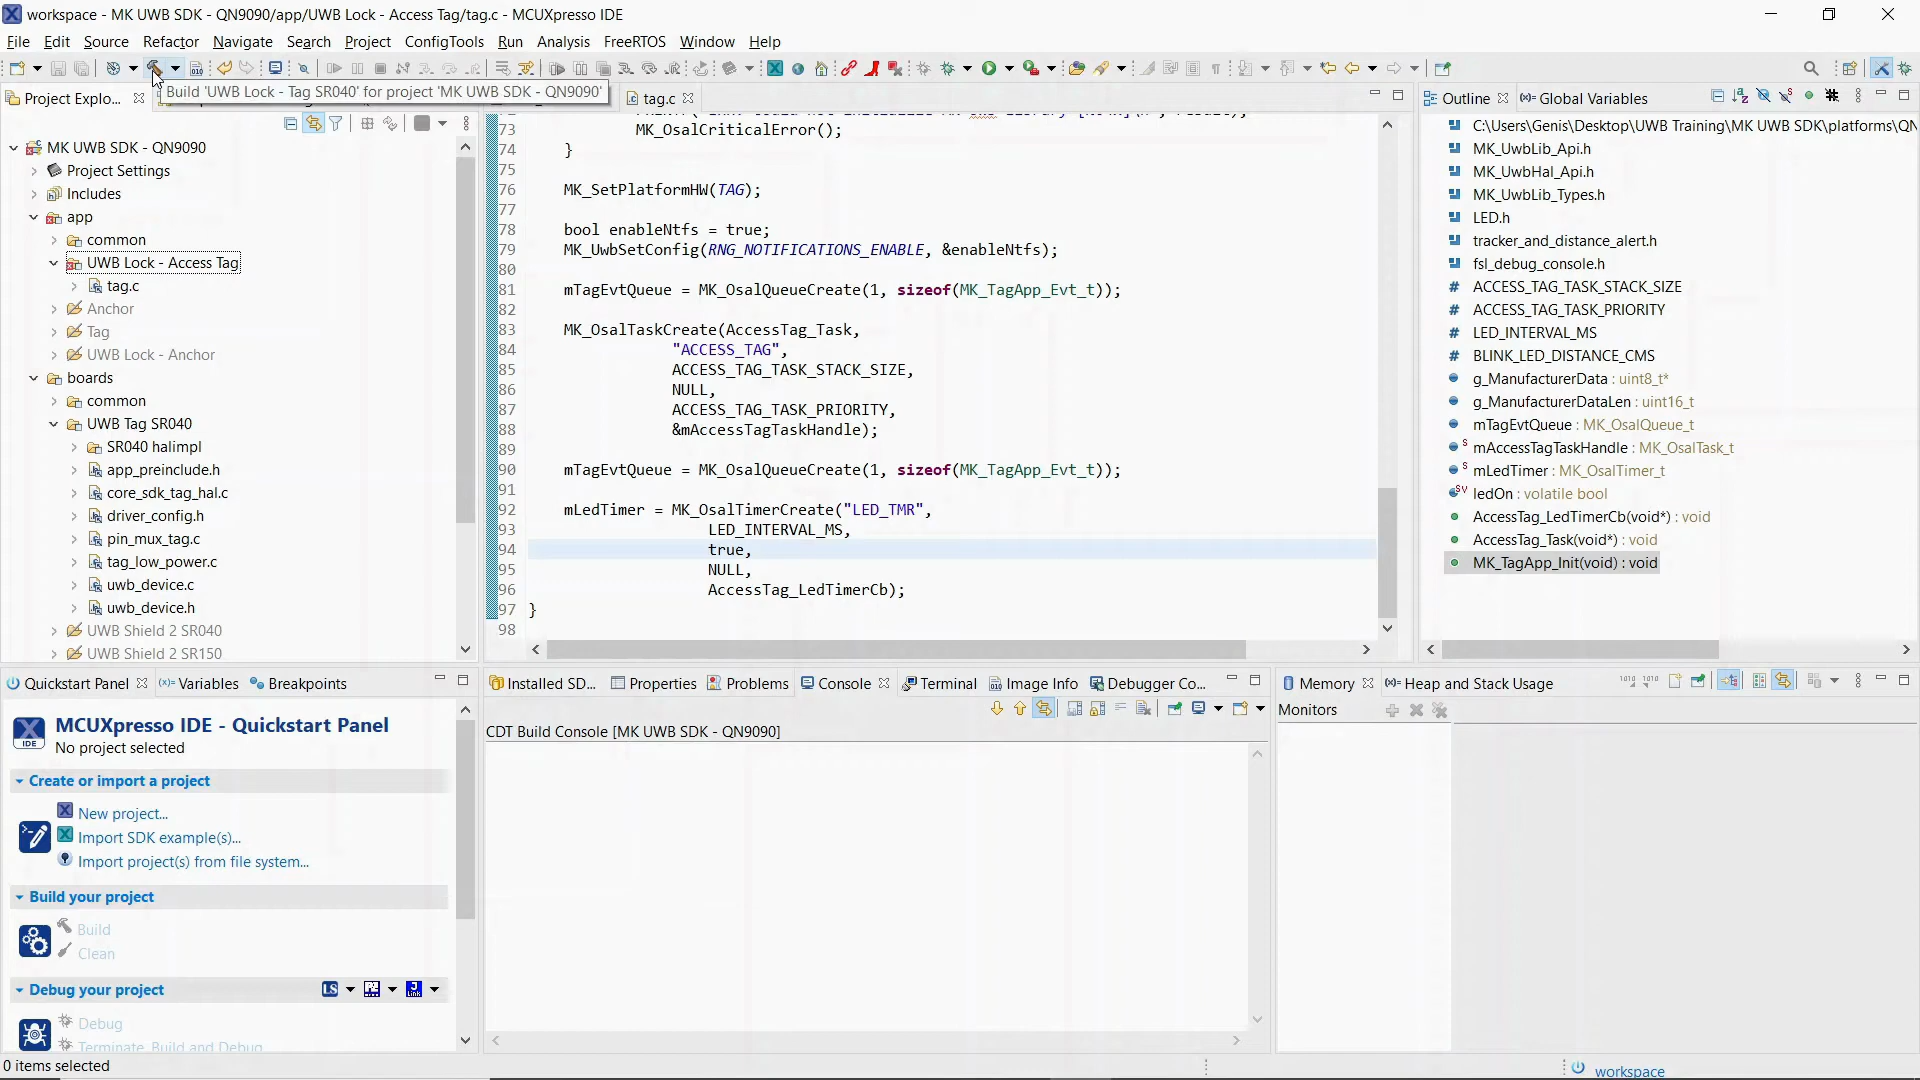 workspace - MK UWB SDK - QN9090/app/UWB Lock - Access Tag/tag.c - MCUXpresso IDE
File Edit Source Refactor Navigate Search Project ConfigTools Run Analysis FreeRTOS Window Help
Build 'UWB Lock - Tag SR040' for project 'MK UWB SDK - QN9090'
Project Explo...
MK UWB SDK - QN9090
Project Settings
Includes
app
common
UWB Lock - Access Tag
tag.c
Anchor
Tag
UWB Lock - Anchor
boards
common
UWB Tag SR040
SR040 halimpl
app_preinclude.h
core_sdk_tag_hal.c
driver_config.h
pin_mux_tag.c
tag_low_power.c
uwb_device.c
uwb_device.h
UWB Shield 2 SR040
UWB Shield 2 SR150
tag.c
73 MK_OsalCriticalError();
74 }
75
76 MK_SetPlatformHW(TAG);
77
78 bool enableNtfs = true;
79 MK_UwbSetConfig(RNG_NOTIFICATIONS_ENABLE, &enableNtfs);
80
81 mTagEvtQueue = MK_OsalQueueCreate(1, sizeof(MK_TagApp_Evt_t));
82
83 MK_OsalTaskCreate(AccessTag_Task,
84 "ACCESS_TAG",
85 ACCESS_TAG_TASK_STACK_SIZE,
86 NULL,
87 ACCESS_TAG_TASK_PRIORITY,
88 &mAccessTagTaskHandle);
89
90 mTagEvtQueue = MK_OsalQueueCreate(1, sizeof(MK_TagApp_Evt_t));
91
92 mLedTimer = MK_OsalTimerCreate("LED_TMR",
93 LED_INTERVAL_MS,
94 true,
95 NULL,
96 AccessTag_LedTimerCb);
97 }
98
Outline (x)= Global Variables
C:\Users\Genis\Desktop\UWB Training\MK UWB SDK\platforms\QN
MK_UwbLib_Api.h
MK_UwbHal_Api.h
MK_UwbLib_Types.h
LED.h
tracker_and_distance_alert.h
fsl_debug_console.h
# ACCESS_TAG_TASK_STACK_SIZE
# ACCESS_TAG_TASK_PRIORITY
# LED_INTERVAL_MS
# BLINK_LED_DISTANCE_CMS
g_ManufacturerData : uint8_t*
g_ManufacturerDataLen : uint16_t
mTagEvtQueue : MK_OsalQueue_t
S mAccessTagTaskHandle : MK_OsalTask_t
S mLedTimer : MK_OsalTimer_t
SV ledOn : volatile bool
AccessTag_LedTimerCb(void*) : void
AccessTag_Task(void*) : void
MK_TagApp_Init(void) : void
Quickstart Panel (x)= Variables Breakpoints
IDE
MCUXpresso IDE - Quickstart Panel
No project selected
Create or import a project
New project...
Import SDK example(s)...
Import project(s) from file system...
Build your project
Build
Clean
Debug your project LS
Debug
Terminate, Build and Debug
Installed SD... Properties Problems Console Terminal Image Info Debugger Co...
CDT Build Console [MK UWB SDK - QN9090]
Memory (x)= Heap and Stack Usage
Monitors
0 items selected
workspace